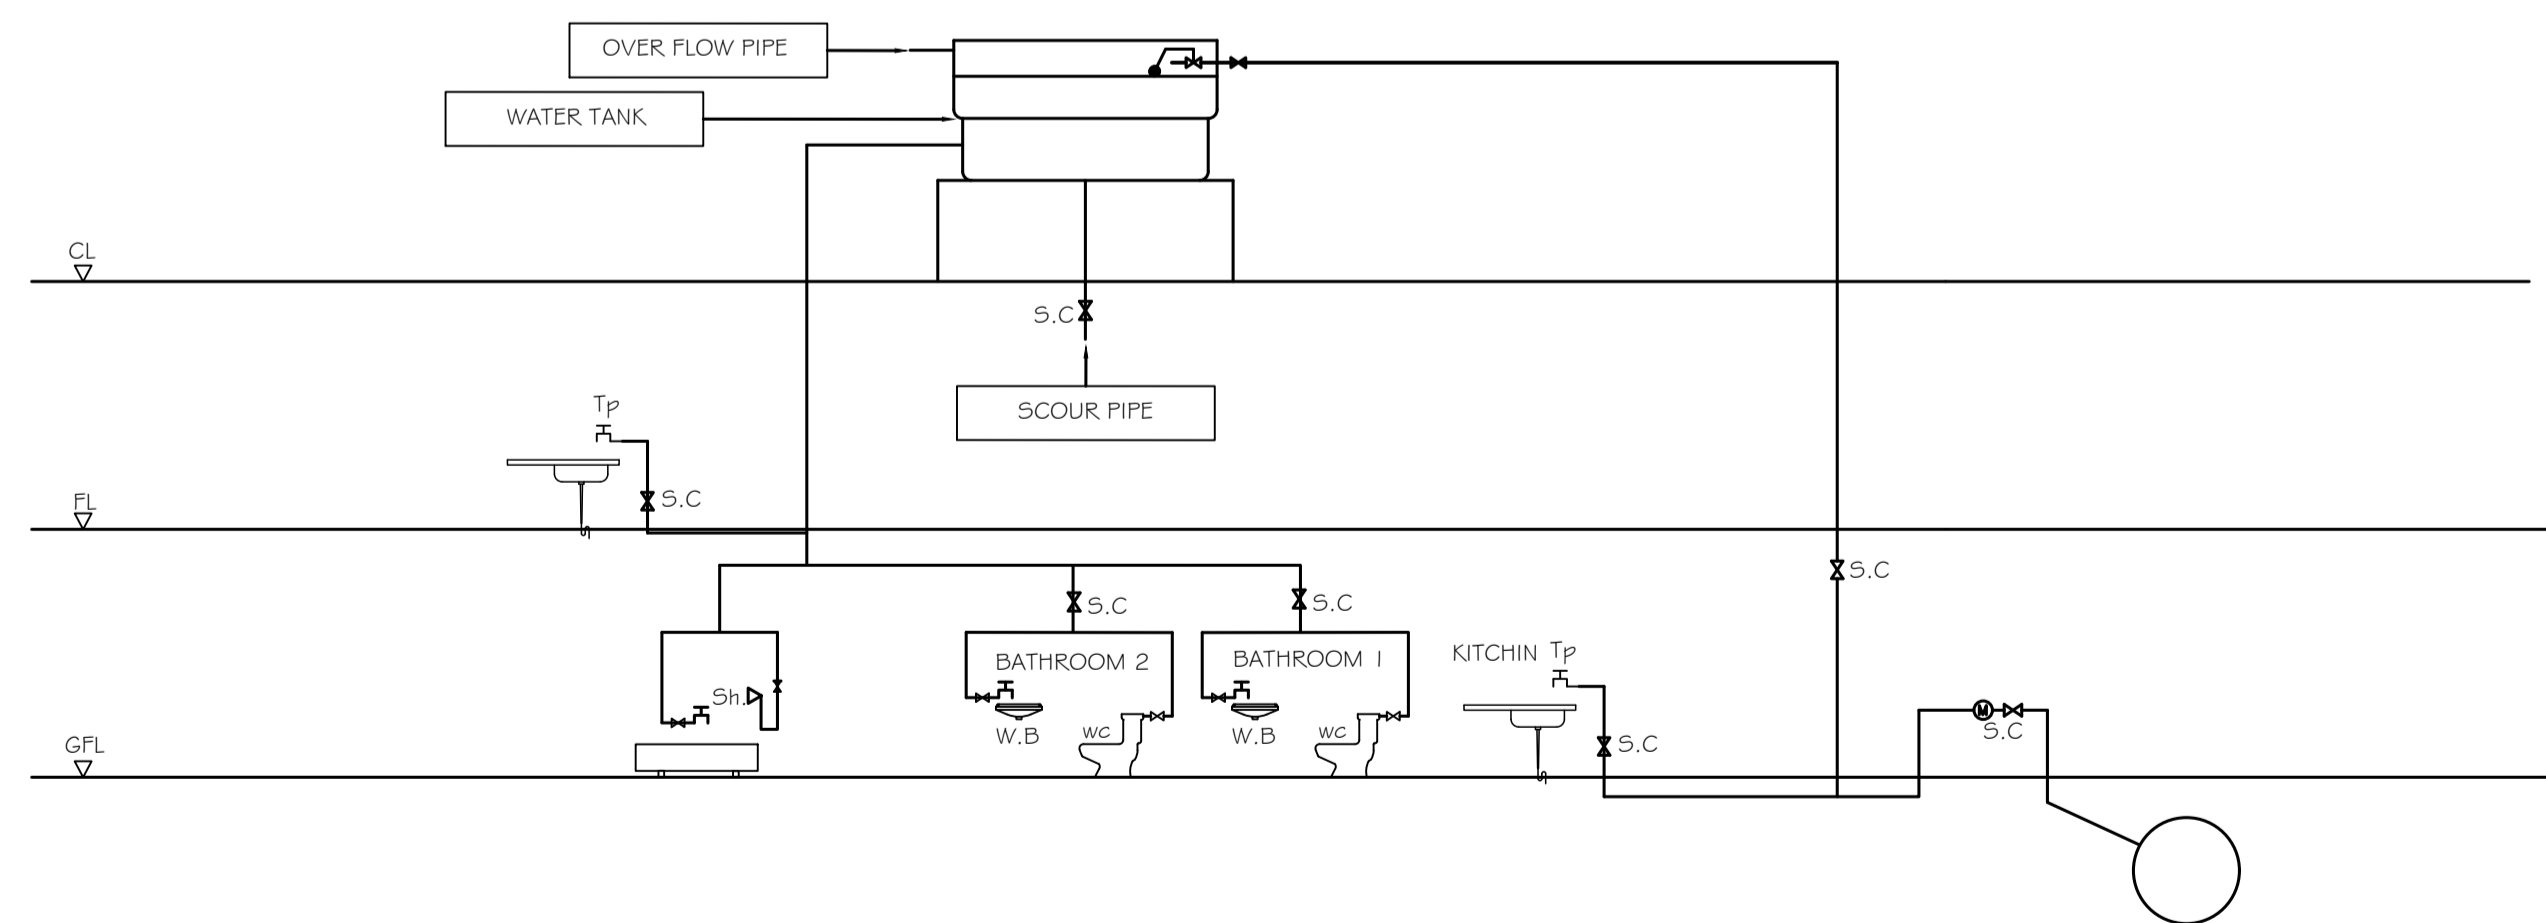 OVER FLOW PIPE
WATER TANK
CL
S.C
SCOUR PIPE
Tp
S.C
FL
S.C
S.C
S.C
BATHROOM 2
BATHROOM 1
KITCHIN Tp
Sh.
W.B
wc
W.B
wc
S.C
M
S.C
GFL